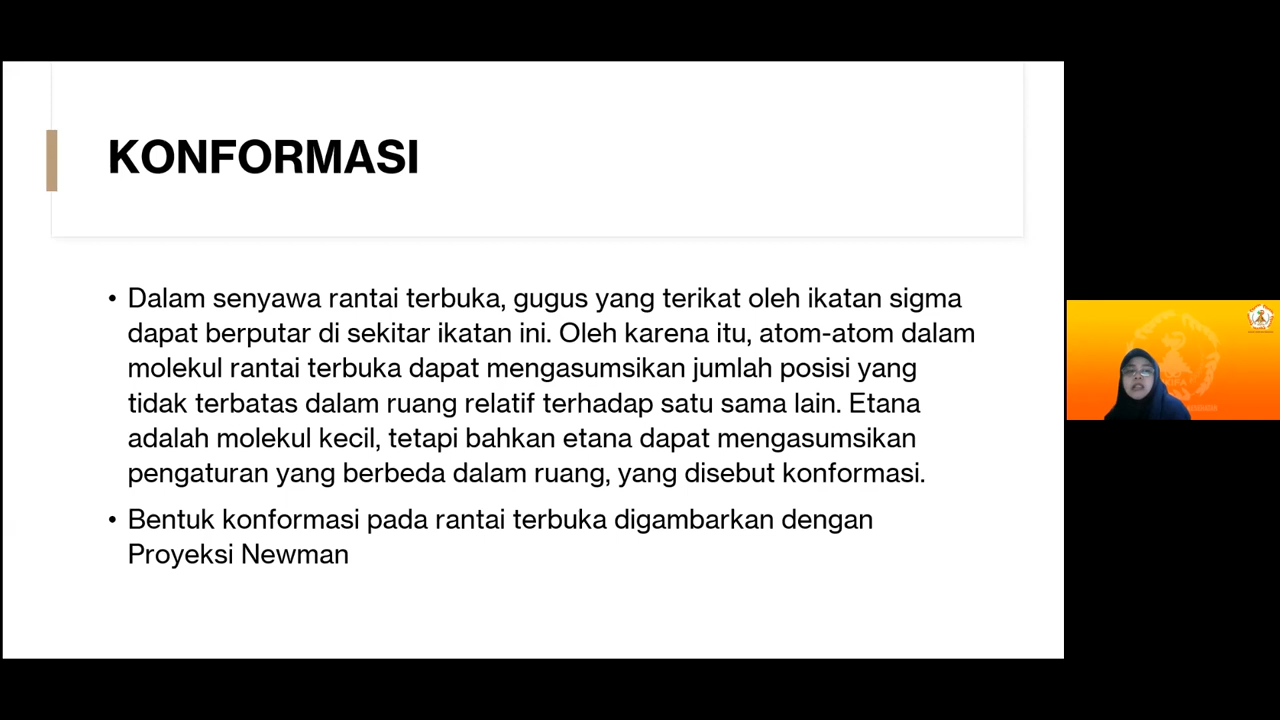 KONFORMASI
• Dalam senyawa rantai terbuka, gugus yang terikat oleh ikatan sigma
dapat berputar di sekitar ikatan ini. Oleh karena itu, atom-atom dalam
molekul rantai terbuka dapat mengasumsikan jumlah posisi yang
tidak terbatas dalam ruang relatif terhadap satu sama lain. Etana
adalah molekul kecil, tetapi bahkan etana dapat mengasumsikan
pengaturan yang berbeda dalam ruang, yang disebut konformasi.
• Bentuk konformasi pada rantai terbuka digambarkan dengan
Proyeksi Newman